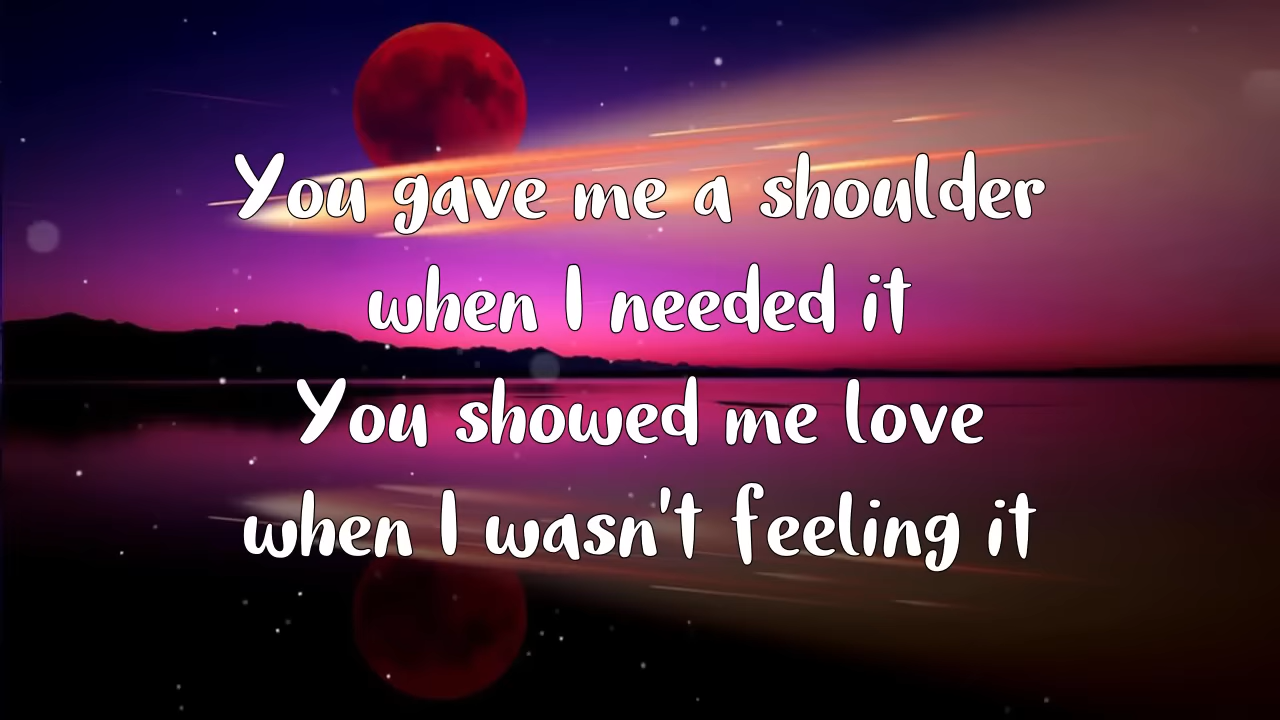 You gave me a shoulder
when I needed it
You showed me love
when I wasn't feeling it